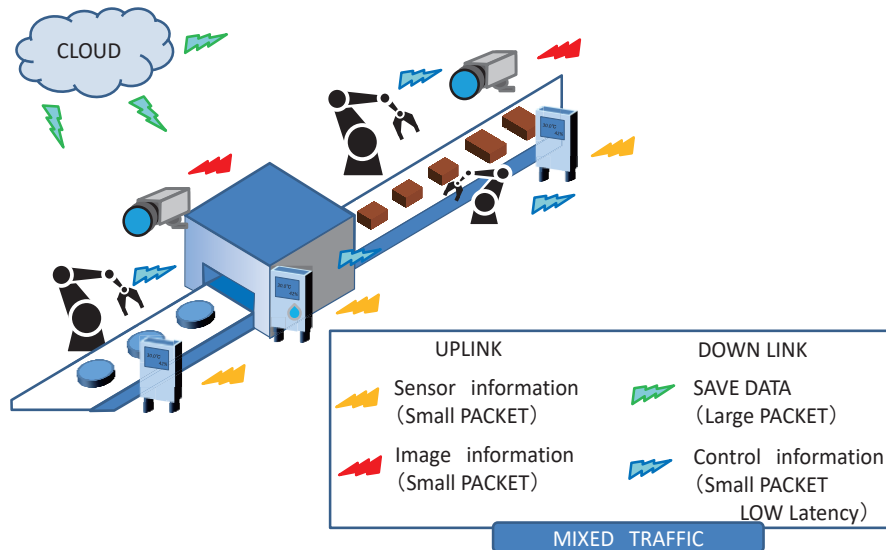 CLOUD
UPLINK
DOWN LINK
Sensor information
（Small PACKET）
SAVE DATA
（Large PACKET）
Image information
（Small PACKET）
Control information
（Small PACKET
LOW Latency）
MIXED TRAFFIC